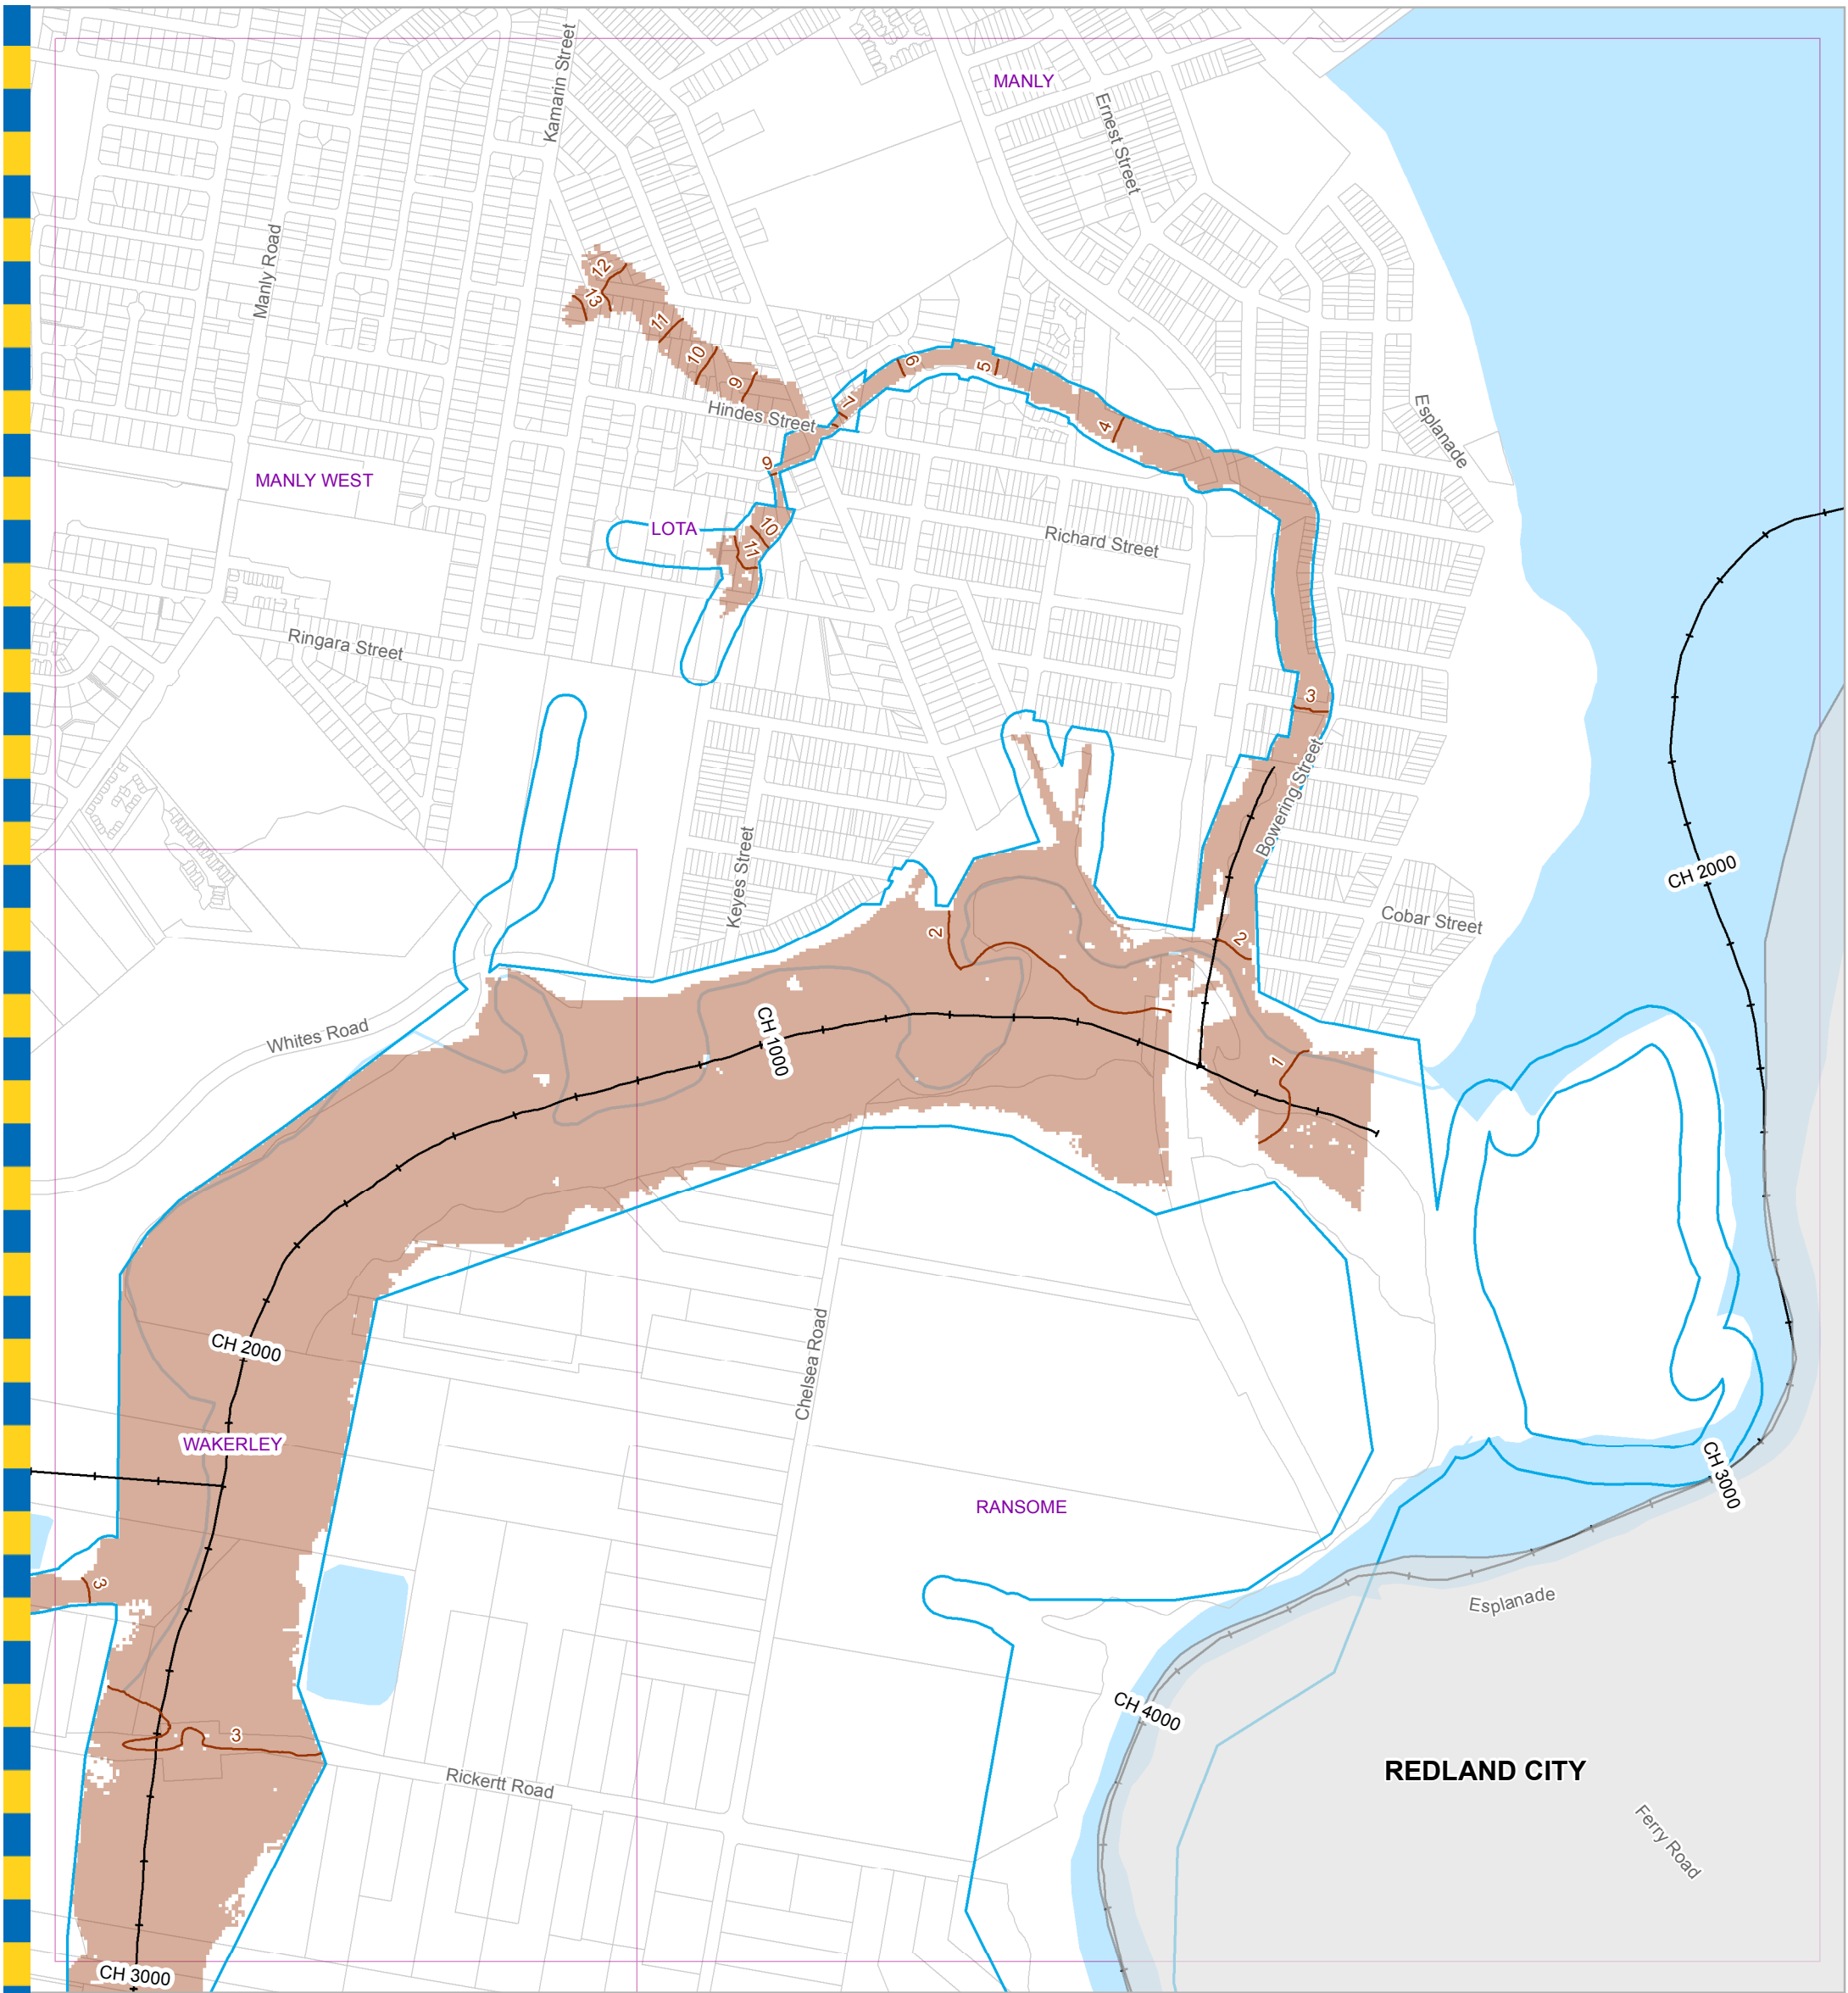 MANLY
Kamarin Street
Ernest Street
Manly Road
12
13
11
10
9
Hindes Street
7
6
5
4
Esplanade
MANLY WEST
9
LOTA
10
11
Richard Street
Ringara Street
3
Bowering Street
Keyes Street
CH 2000
Cobar Street
2
2
Whites Road
CH 1000
1
CH 2000
Chelsea Road
WAKERLEY
CH 3000
RANSOME
3
Esplanade
CH 4000
3
Rickertt Road
REDLAND CITY
Ferry Road
CH 3000